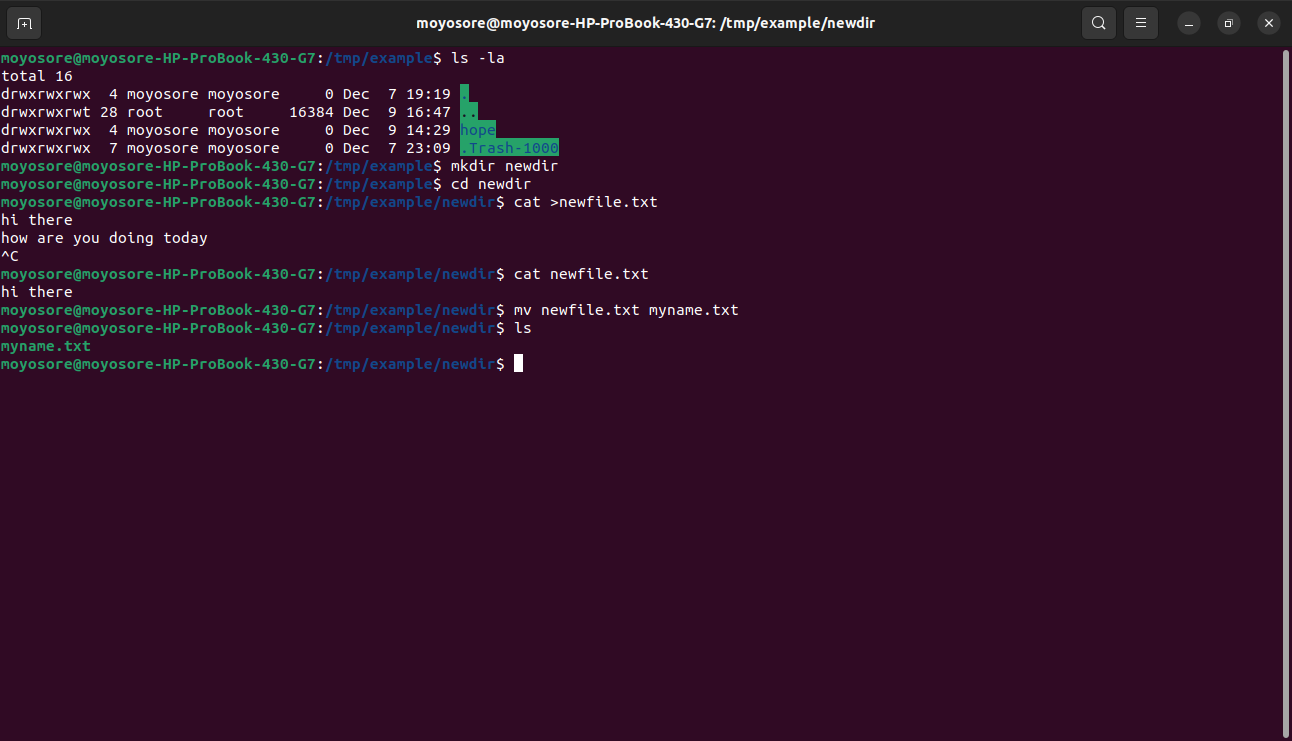 moyosore@moyosore-HP-ProBook-430-G7: /tmp/example/newdir
moyosore@moyosore-HP-ProBook-430-G7:/tmp/example$ ls -la
total 16
drwxrwxrwx  4 moyosore moyosore     0 Dec  7 19:19 .
drwxrwxrwt 28 root     root     16384 Dec  9 16:47 ..
drwxrwxrwx  4 moyosore moyosore     0 Dec  9 14:29 hope
drwxrwxrwx  7 moyosore moyosore     0 Dec  7 23:09 .Trash-1000
moyosore@moyosore-HP-ProBook-430-G7:/tmp/example$ mkdir newdir
moyosore@moyosore-HP-ProBook-430-G7:/tmp/example$ cd newdir
moyosore@moyosore-HP-ProBook-430-G7:/tmp/example/newdir$ cat >newfile.txt
hi there
how are you doing today
^C
moyosore@moyosore-HP-ProBook-430-G7:/tmp/example/newdir$ cat newfile.txt
hi there
moyosore@moyosore-HP-ProBook-430-G7:/tmp/example/newdir$ mv newfile.txt myname.txt
moyosore@moyosore-HP-ProBook-430-G7:/tmp/example/newdir$ ls
myname.txt
moyosore@moyosore-HP-ProBook-430-G7:/tmp/example/newdir$